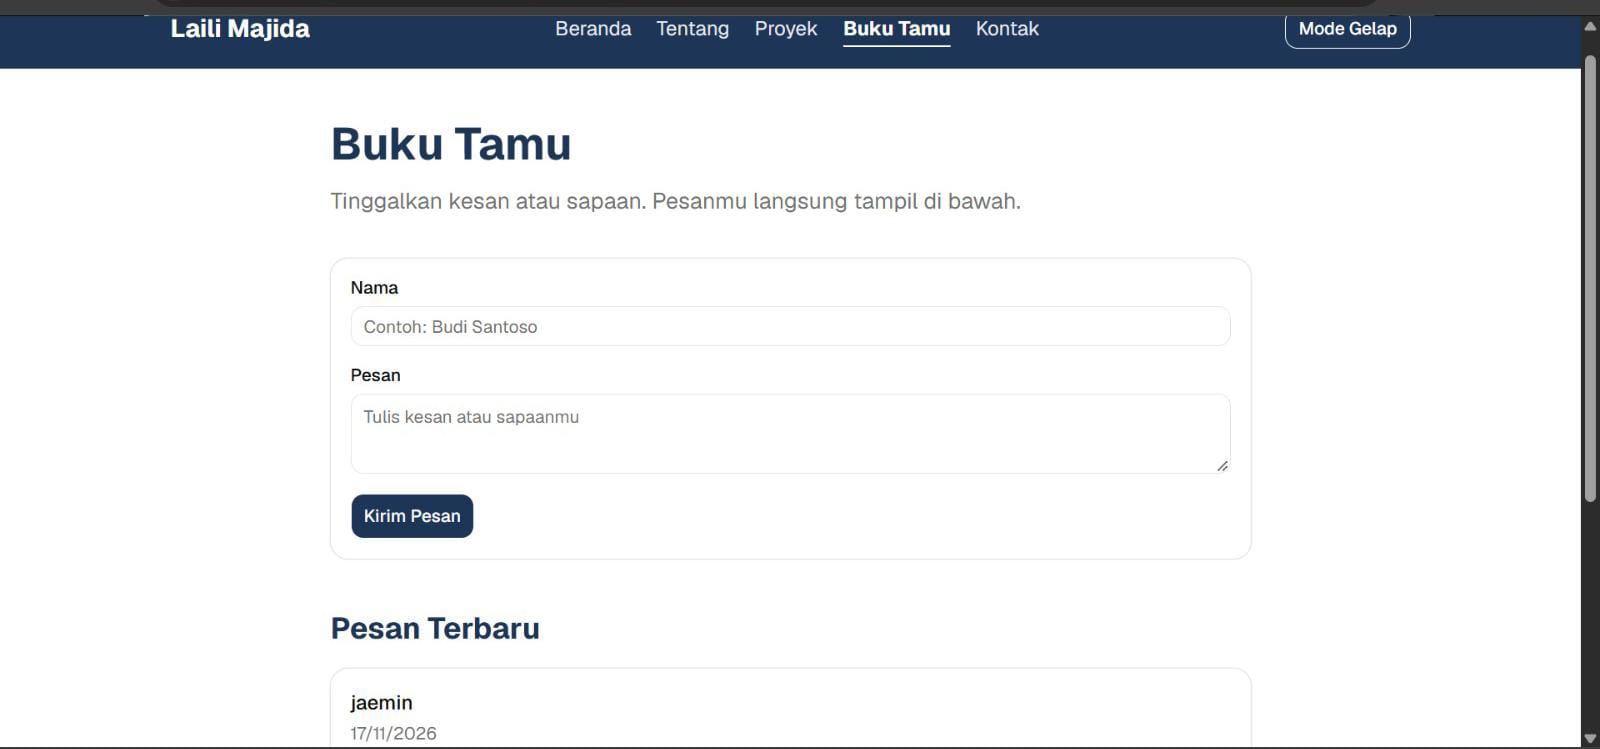 Laili Majida
Beranda
Tentang
Proyek
Buku Tamu
Kontak
Mode Gelap
Buku Tamu
Tinggalkan kesan atau sapaan. Pesanmu langsung tampil di bawah.
Nama
Contoh: Budi Santoso
Pesan
Tulis kesan atau sapaanmu
Kirim Pesan
Pesan Terbaru
jaemin
17/11/2026